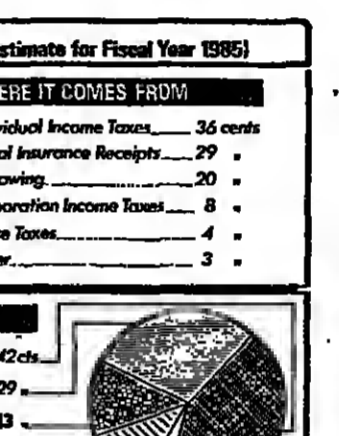 stimate for Fiscal Year 1985)
ERE IT COMES FROM
vidual Income Taxes 36 cents
al Insurance Receipts 29 "
owing 20 "
poration Income Taxes 8 "
e Taxes 4 "
er 3 "
42cts
29 "
13 "